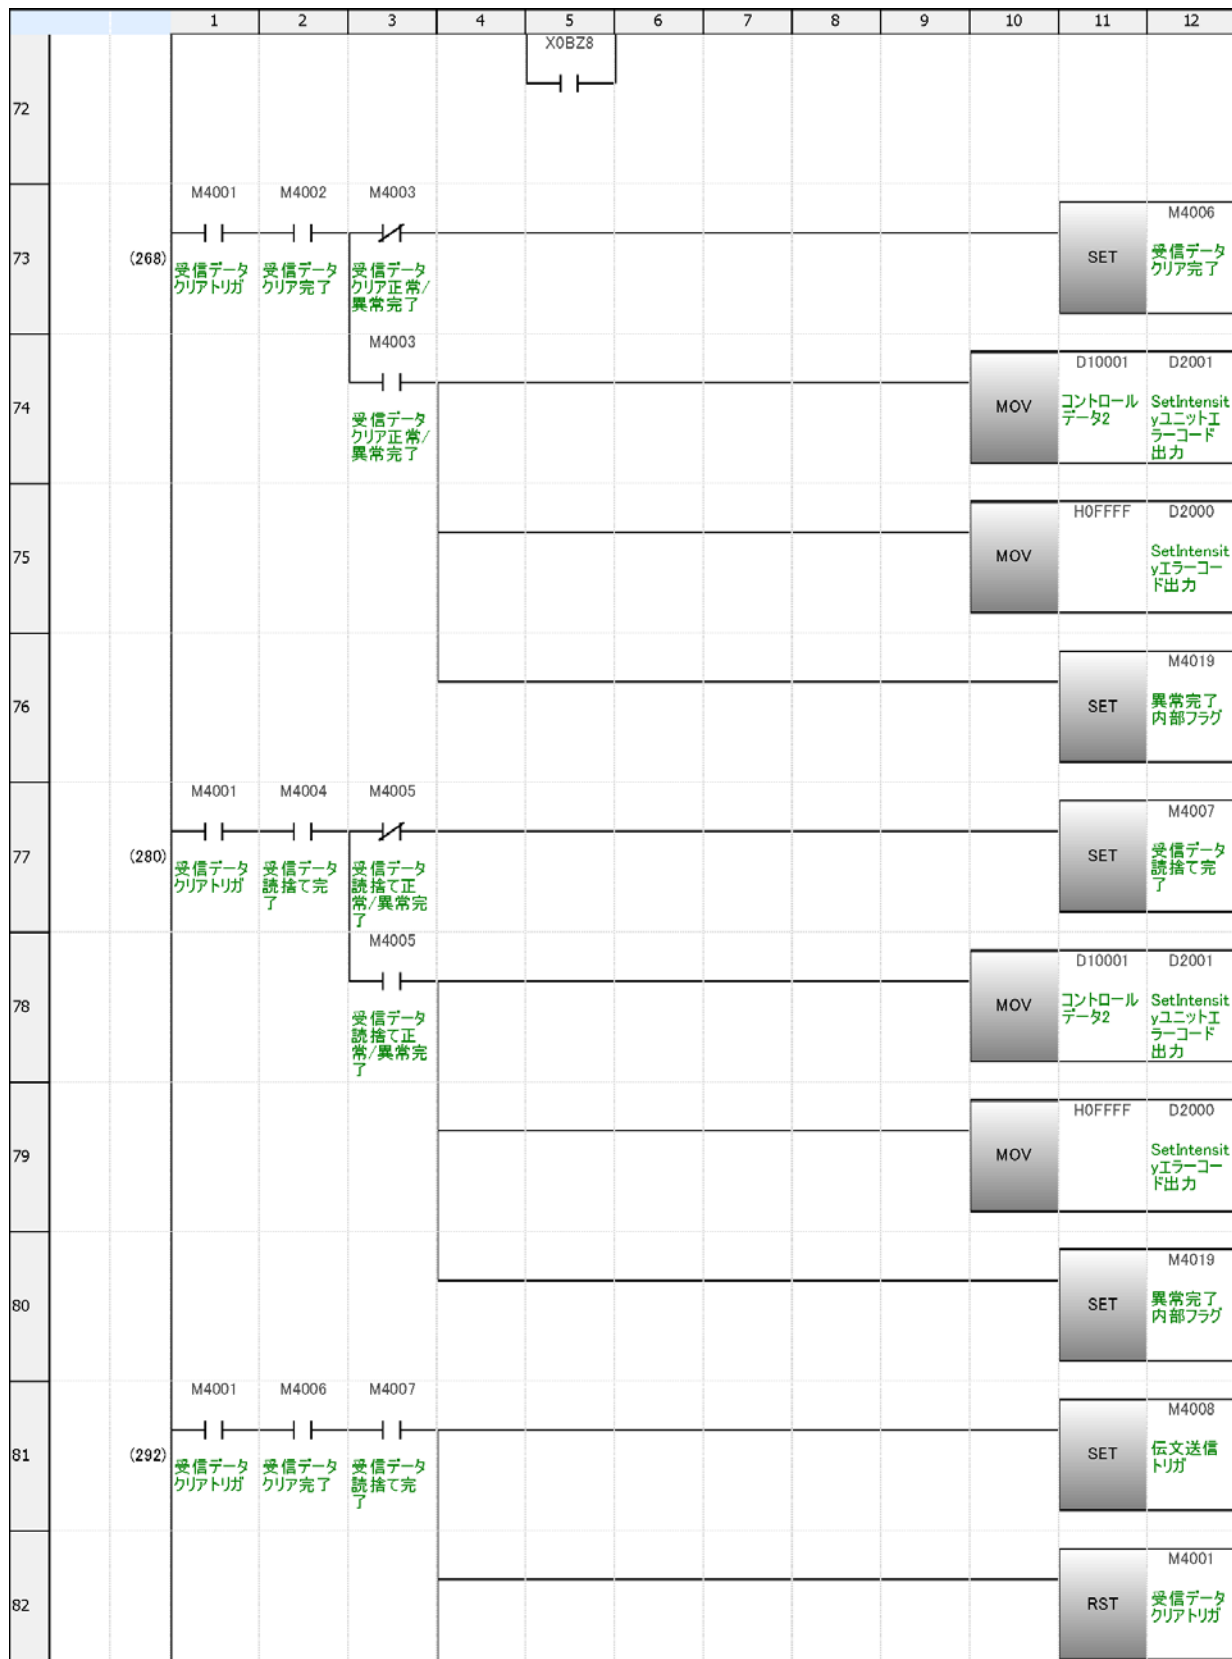 1 2 3 4 5 6 7 8 9 10 11 12
X0BZ8
72
M4001 M4002 M4003
M4006
73 (268) SET
受信データ 受信データ 受信データ 受信データ
クリアトリガ クリア完了 クリア正常/ クリア完了
異常完了
M4003
D10001 D2001
74 MOV
コントロール SetIntensit
データ2 yユニットエ
ラーコード
出力
受信データ
クリア正常/
異常完了
H0FFFF D2000
75 MOV
SetIntensit
yエラーコー
ド出力
M4019
76 SET
異常完了
内部フラグ
M4001 M4004 M4005
M4007
77 (280) SET
受信データ 受信データ 受信データ 受信データ
クリアトリガ 読捨て完 読捨て正 読捨て完
了 常/異常完 了
了
M4005
D10001 D2001
78 MOV
コントロール SetIntensit
データ2 yユニットエ
ラーコード
出力
受信データ
読捨て正
常/異常完
了
H0FFFF D2000
79 MOV
SetIntensit
yエラーコー
ド出力
M4019
80 SET
異常完了
内部フラグ
M4001 M4006 M4007
M4008
81 (292) SET
受信データ 受信データ 受信データ 伝文送信
クリアトリガ クリア完了 読捨て完 トリガ
了
M4001
82 RST
受信データ
クリアトリガ